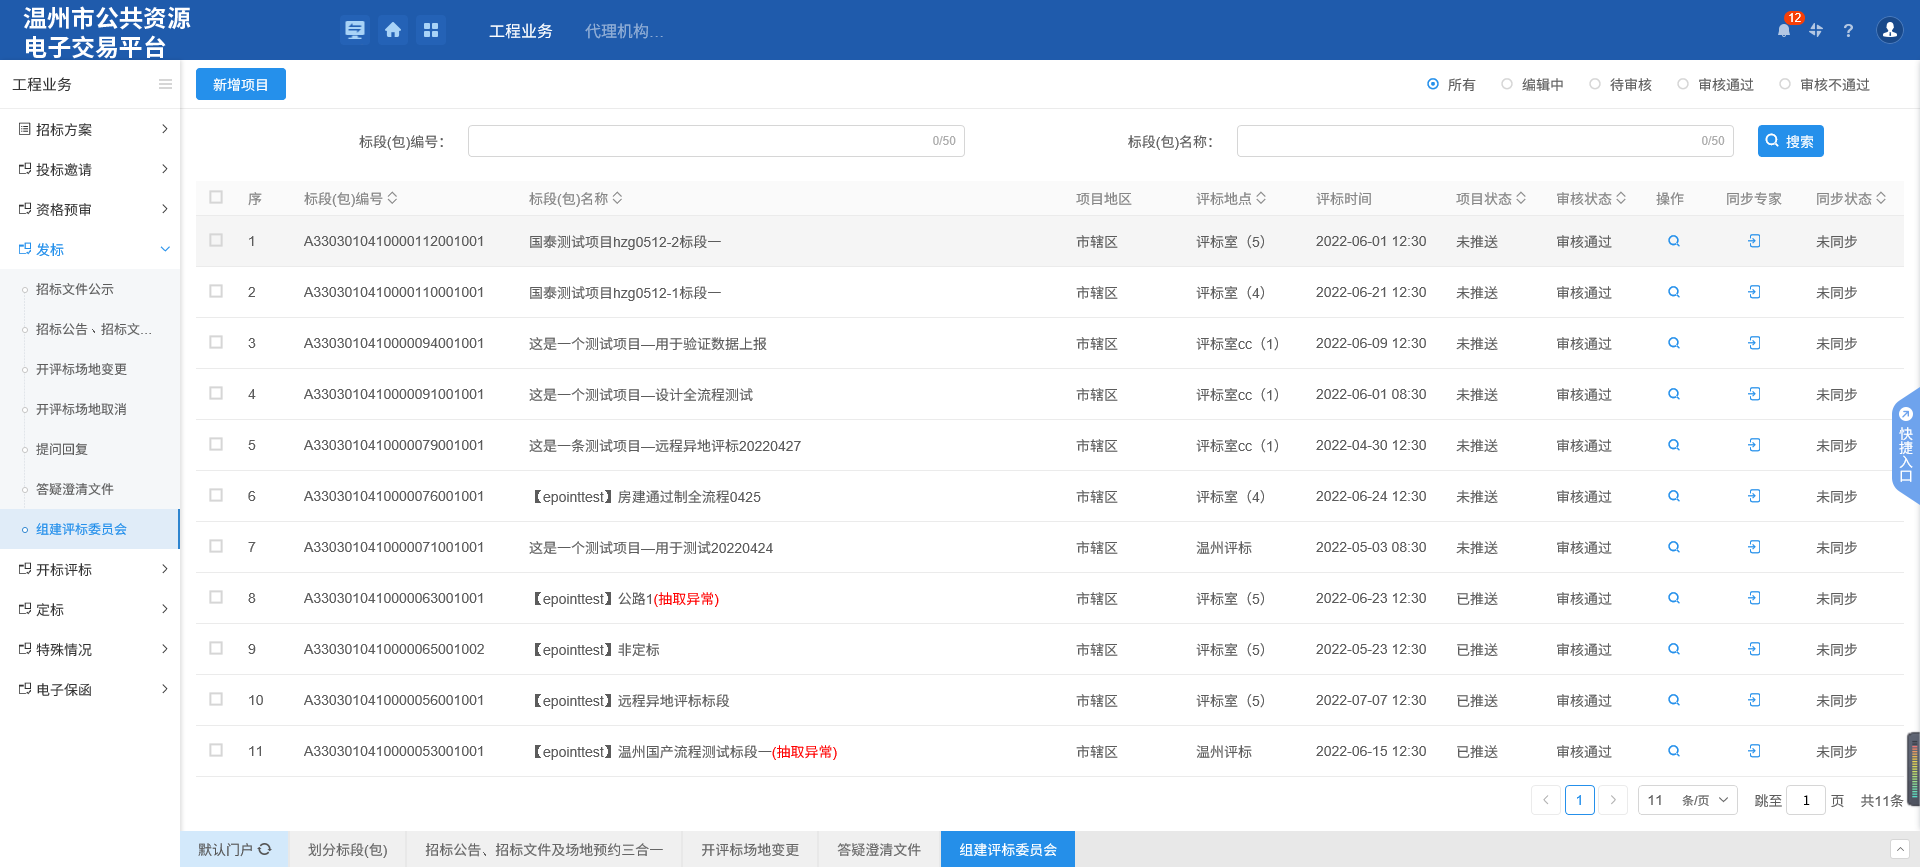 温州市公共资源
电子交易平台
工程业务
代理机构...
12
?
工程业务
招标方案
投标邀请
资格预审
发标
招标文件公示
招标公告、招标文...
开评标场地变更
开评标场地取消
提问回复
答疑澄清文件
组建评标委员会
开标评标
定标
特殊情况
电子保函
新增项目
所有 编辑中 待审核 审核通过 审核不通过
标段(包)编号： 0/50 标段(包)名称： 0/50 搜索
序 标段(包)编号 标段(包)名称 项目地区 评标地点 评标时间 项目状态 审核状态 操作 同步专家 同步状态
1 A3303010410000112001001 国泰测试项目hzg0512-2标段一 市辖区 评标室（5） 2022-06-01 12:30 未推送 审核通过 未同步
2 A3303010410000110001001 国泰测试项目hzg0512-1标段一 市辖区 评标室（4） 2022-06-21 12:30 未推送 审核通过 未同步
3 A3303010410000094001001 这是一个测试项目—用于验证数据上报 市辖区 评标室cc（1） 2022-06-09 12:30 未推送 审核通过 未同步
4 A3303010410000091001001 这是一个测试项目—设计全流程测试 市辖区 评标室cc（1） 2022-06-01 08:30 未推送 审核通过 未同步
5 A3303010410000079001001 这是一条测试项目—远程异地评标20220427 市辖区 评标室cc（1） 2022-04-30 12:30 未推送 审核通过 未同步
6 A3303010410000076001001 【epointtest】房建通过制全流程0425 市辖区 评标室（4） 2022-06-24 12:30 未推送 审核通过 未同步
7 A3303010410000071001001 这是一个测试项目—用于测试20220424 市辖区 温州评标 2022-05-03 08:30 未推送 审核通过 未同步
8 A3303010410000063001001 【epointtest】公路1(抽取异常) 市辖区 评标室（5） 2022-06-23 12:30 已推送 审核通过 未同步
9 A3303010410000065001002 【epointtest】非定标 市辖区 评标室（5） 2022-05-23 12:30 已推送 审核通过 未同步
10 A3303010410000056001001 【epointtest】远程异地评标标段 市辖区 评标室（5） 2022-07-07 12:30 已推送 审核通过 未同步
11 A3303010410000053001001 【epointtest】温州国产流程测试标段一(抽取异常) 市辖区 温州评标 2022-06-15 12:30 已推送 审核通过 未同步
快捷入口
1 11 条/页 跳至 1 页 共11条
默认门户 划分标段(包) 招标公告、招标文件及场地预约三合一 开评标场地变更 答疑澄清文件 组建评标委员会